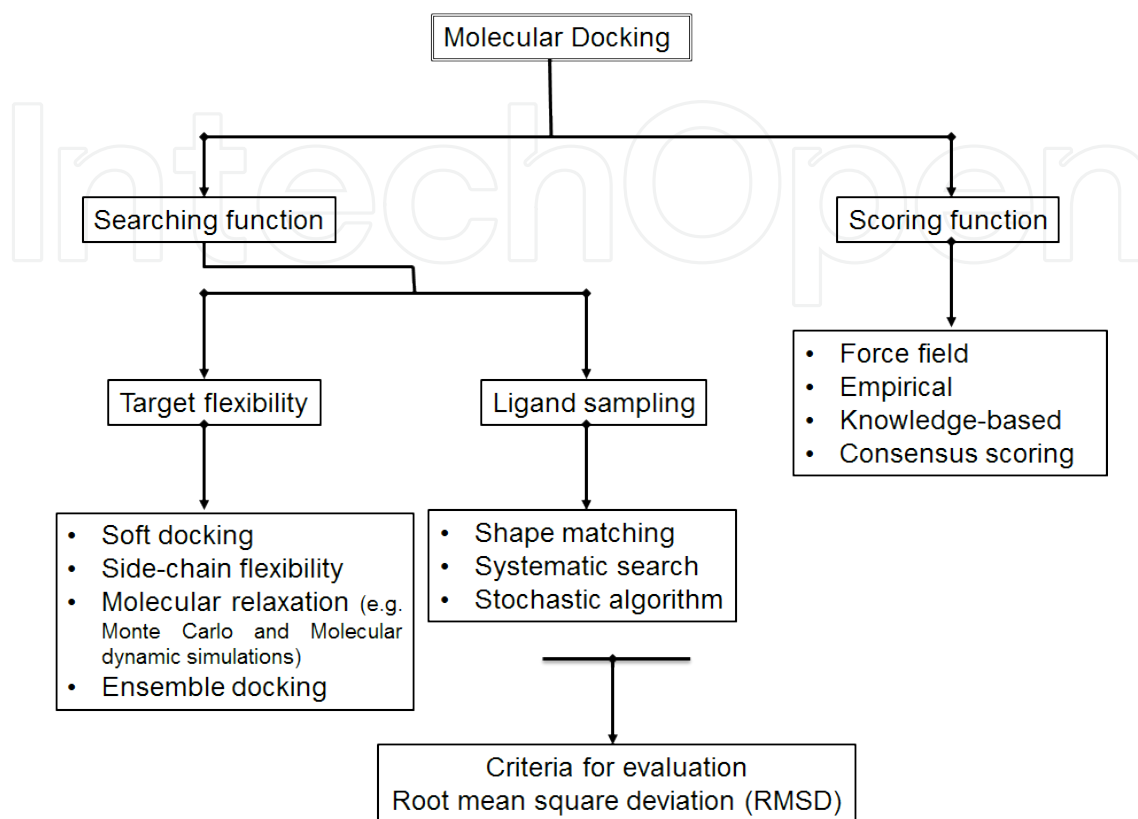 Molecular Docking
IntechOpen
Searching function
Scoring function
• Force field
• Empirical
• Knowledge-based
• Consensus scoring
Target flexibility
Ligand sampling
• Soft docking
• Side-chain flexibility
• Molecular relaxation (e.g.
Monte Carlo and Molecular
dynamic simulations)
• Ensemble docking
• Shape matching
• Systematic search
• Stochastic algorithm
Criteria for evaluation
Root mean square deviation (RMSD)